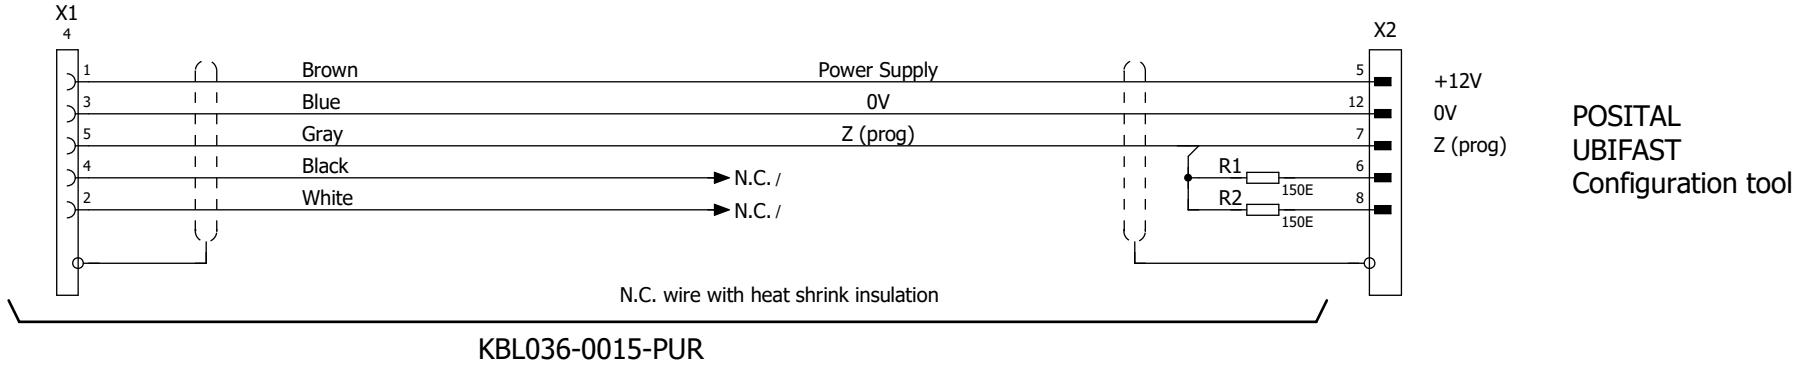 X1
4
X2
1
Brown
Power Supply
5
+12V
3
Blue
0V
12
0V
5
Gray
Z (prog)
7
Z (prog)
4
Black
N.C. /
R1
150E
6
2
White
N.C. /
R2
150E
8
POSITAL
UBIFAST
Configuration tool
N.C. wire with heat shrink insulation
KBL036-0015-PUR